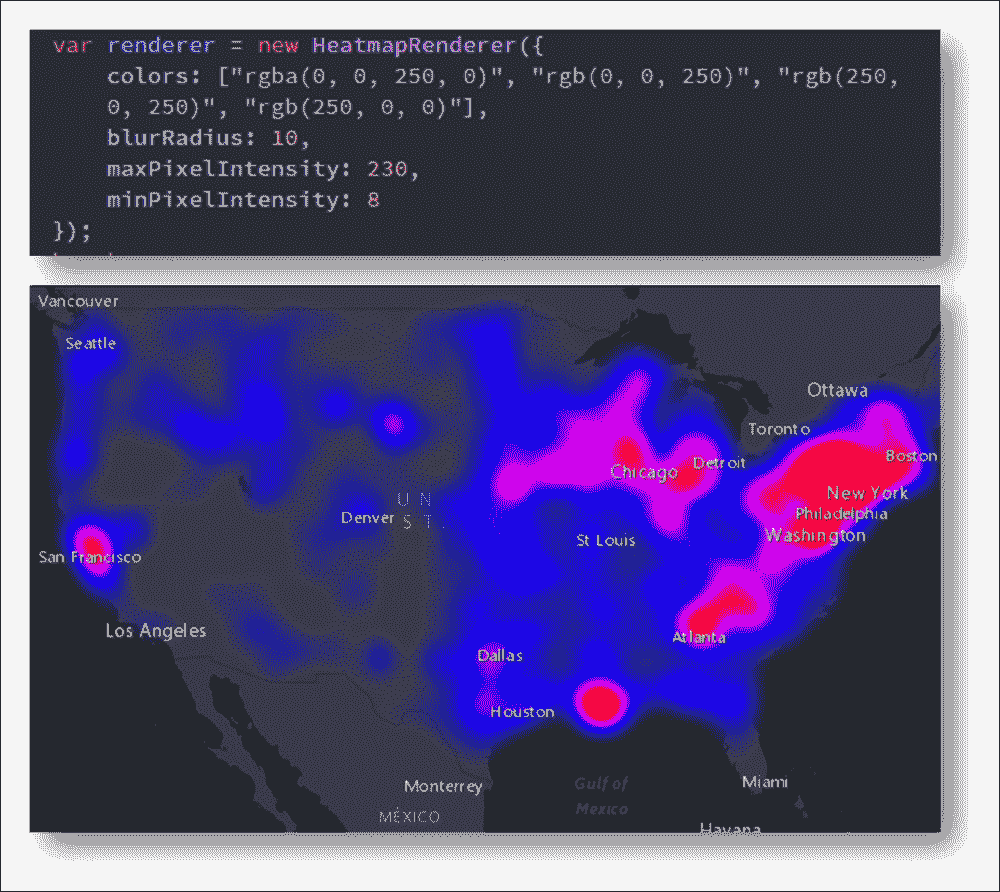 var renderer = new HeatmapRenderer({
colors: ["rgba(0, 0, 250, 0)", "rgb(0, 0, 250)", "rgb(250,
0, 250)", "rgb(250, 0, 0)"],
blurRadius: 10,
maxPixelIntensity: 230,
minPixelIntensity: 8
});
Vancouver
Seattle
Ottawa
Toronto
Boston
Detroit
Chicago
New York
U N
Philadelphia
Denver
S T
Washington
St Louis
San Francisco
Los Angeles
Atlanta
Dallas
Houston
Miami
Gulf of
Monterrey
Mexico
MÉXICO
Havana